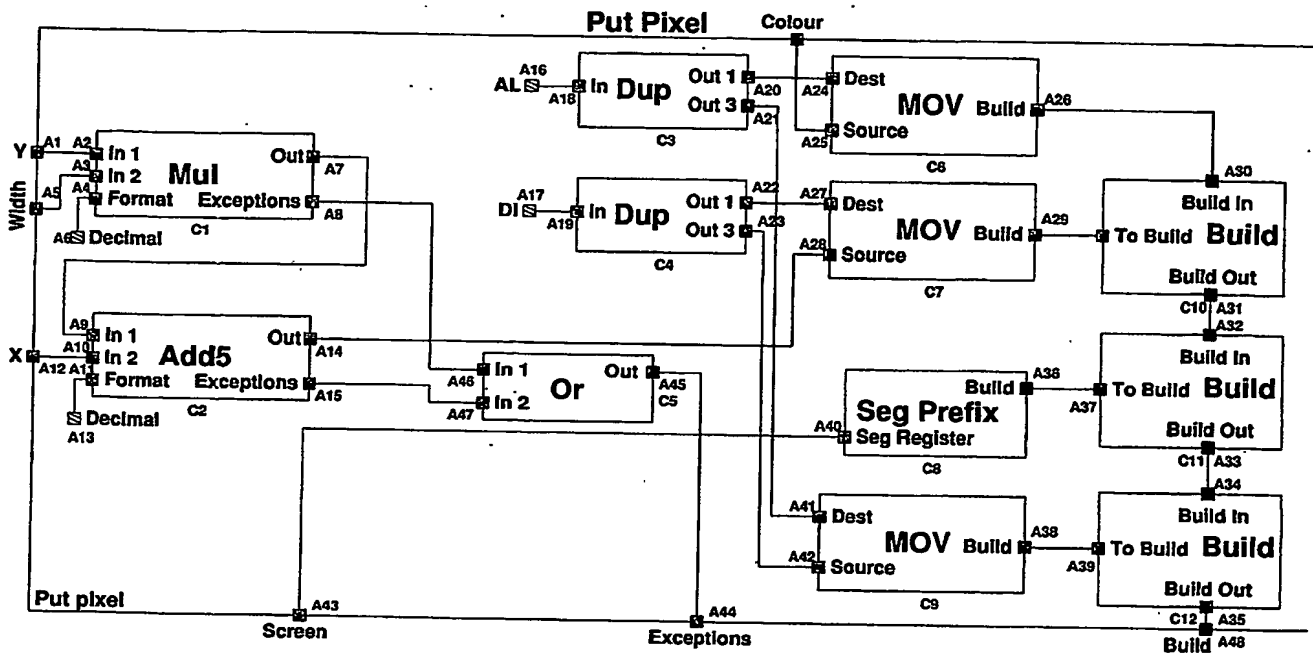 Put Pixel
Colour
AL A16 A18 In Dup Out 1 Out 3 A20 A21 C3
A24 Dest MOV Build A26 A25 Source C6
Y A1 A2 In 1 Mul Out A7
A3 In 2
Width A5 A4 Format Exceptions A8
A6 Decimal C1
DI A17 A19 In Dup Out 1 Out 3 A22 A23 C4
A27 Dest MOV Build A29 A28 Source C7
A30 Build In
To Build Build
Build Out
C10 A31
A32
A9 In 1 Add5 Out A14
X A12 A10 In 2
A11 Format Exceptions A15
A13 Decimal C2
A46 In 1 Or Out A45
A47 In 2 C5
Build A36
Seg Prefix
A40 Seg Register
C8
Build In
A37 To Build Build
Build Out
C11 A33
A34
A41 Dest
MOV Build A38
A42 Source
C9
Build In
A39 To Build Build
Build Out
C12 A35
Put pixel
A43
Screen
A44
Exceptions
Build A48